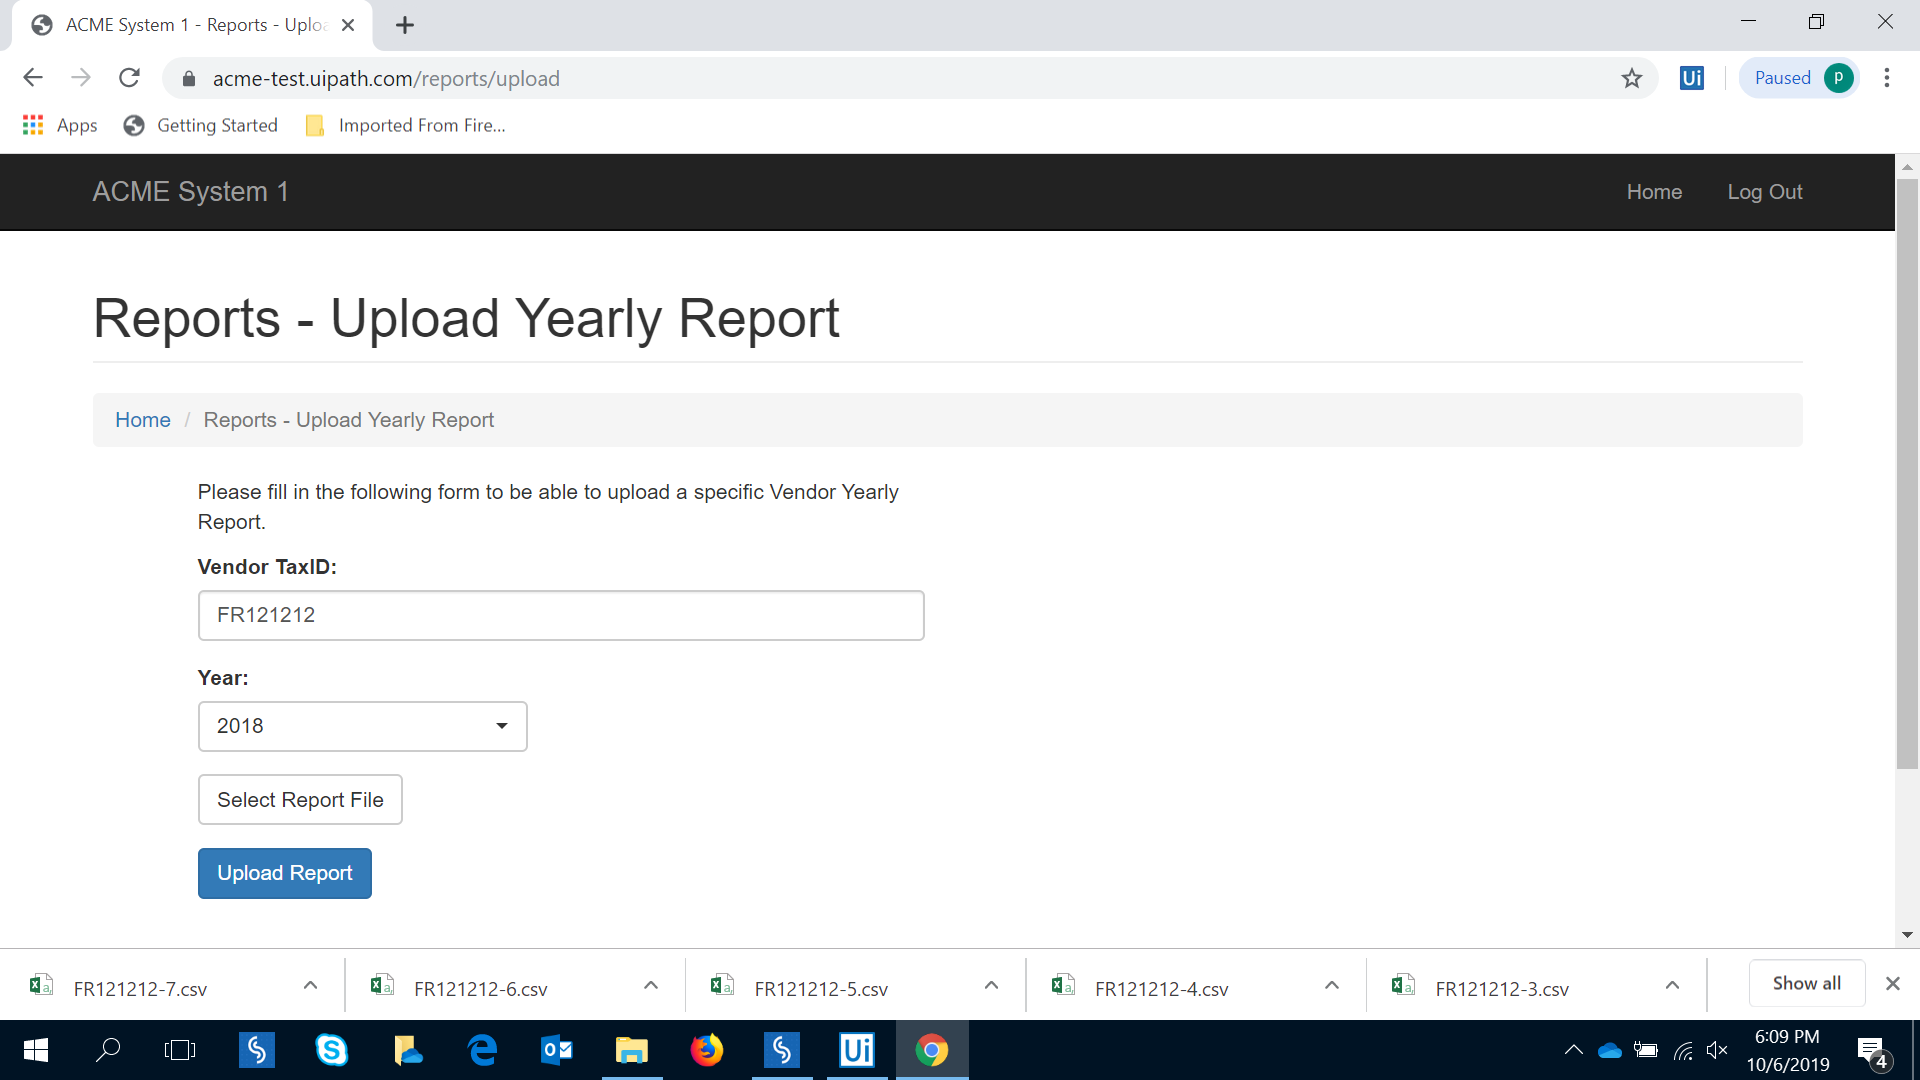 ACME System 1 - Reports - Uploa
acme-test.uipath.com/reports/upload
Ui
Paused
P
Apps
Getting Started
Imported From Fire...
ACME System 1
Home
Log Out
Reports - Upload Yearly Report
Home / Reports - Upload Yearly Report
Please fill in the following form to be able to upload a specific Vendor Yearly
Report.
Vendor TaxID:
FR121212
Year:
2018
Select Report File
Upload Report
FR121212-7.csv
FR121212-6.csv
FR121212-5.csv
FR121212-4.csv
FR121212-3.csv
Show all
Ui
6:09 PM
10/6/2019
4